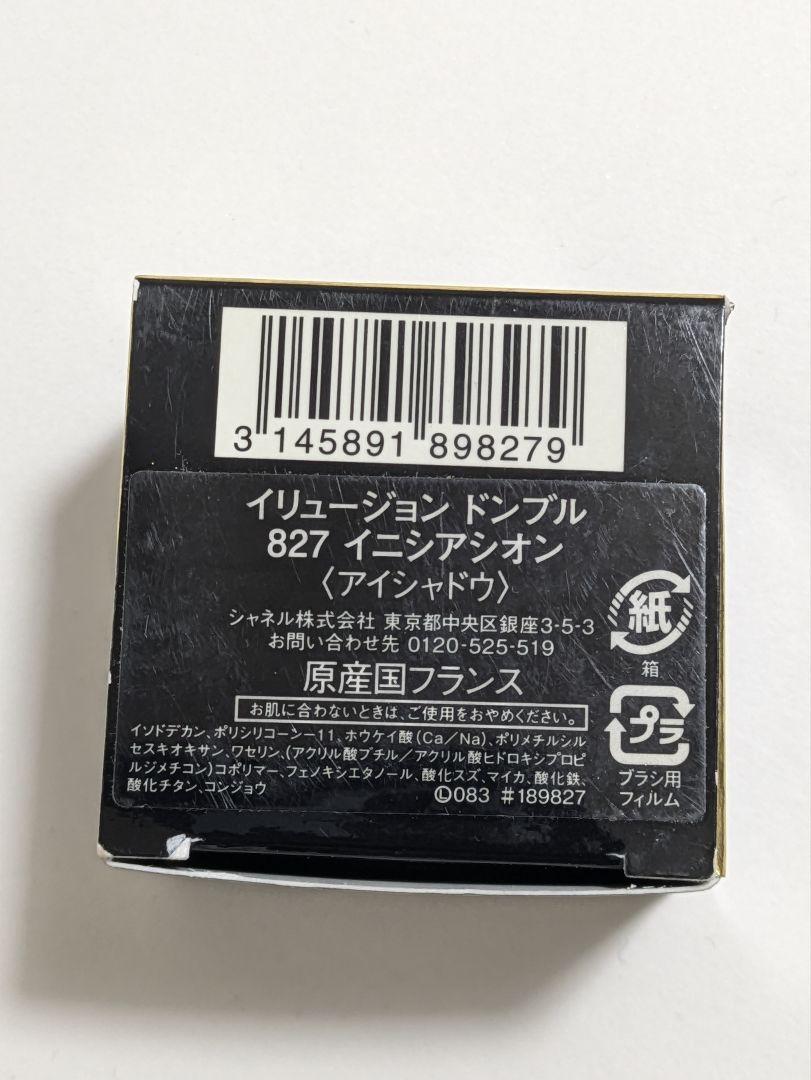 3 145891 898279
イリュージョン ドンブル
827 イニシアシオン
〈アイシャドウ〉
シャネル株式会社 東京都中央区銀座3-5-3
お問い合わせ先 0120-525-519
原産国フランス
お肌に合わないときは、ご使用をおやめください。
イソドデカン、ポリシリコーン-11、ホウケイ酸(Ca/Na)、ポリメチルシル
セスキオキサン、ワセリン、(アクリル酸ブチル/アクリル酸ヒドロキシプロピ
ルジメチコン)コポリマー、フェノキシエタノール、酸化スズ、マイカ、酸化鉄、
酸化チタン、コンジョウ
Ⓛ083 #189827
紙
箱
プラ
ブラシ用
フィルム